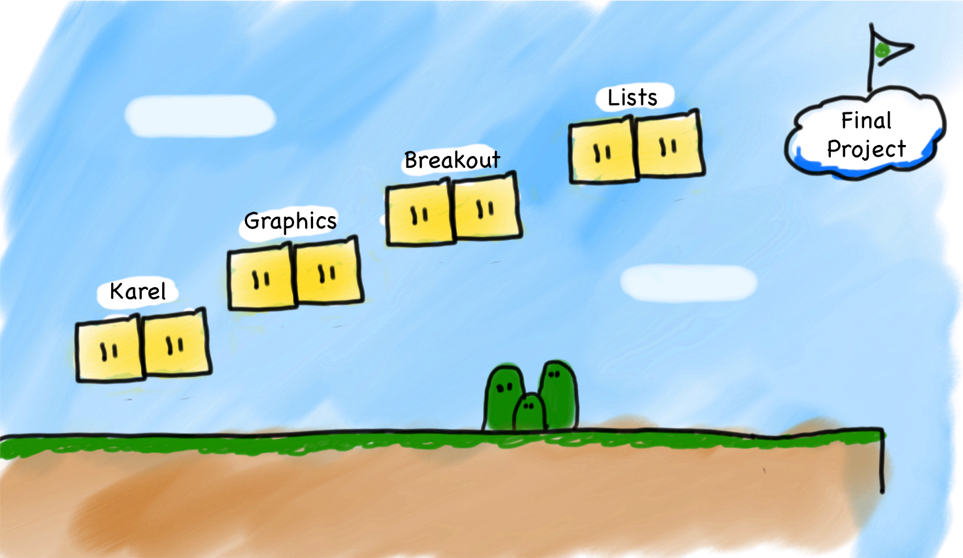 Lists
Final
Project
Breakout
Graphics
Karel